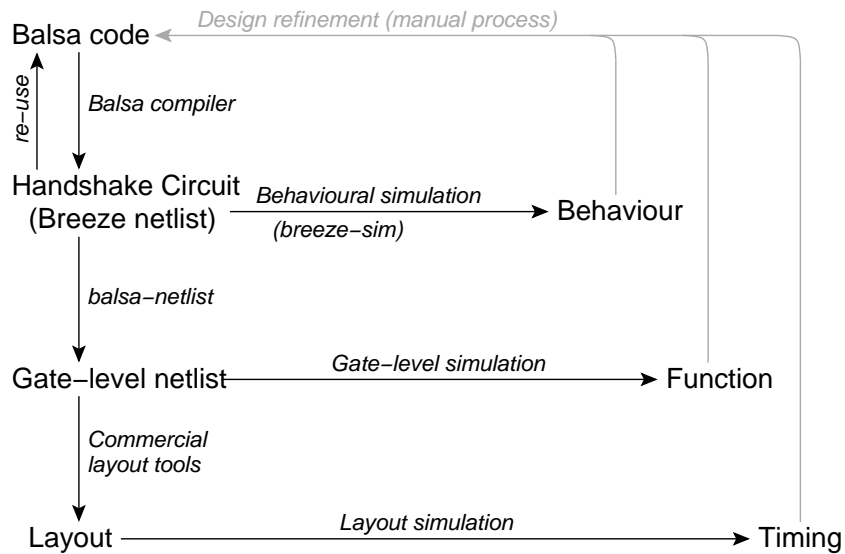 Design refinement (manual process)
Balsa code
re−use
Balsa compiler
Handshake Circuit
(Breeze netlist)
Behavioural simulation
(breeze−sim)
Behaviour
balsa−netlist
Gate−level netlist
Gate−level simulation
Function
Commercial
layout tools
Layout
Layout simulation
Timing